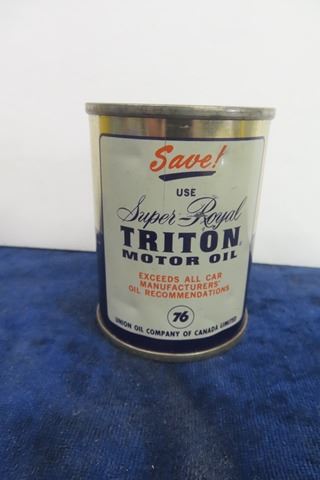 Save!
USE
Super-Royal
TRITON
MOTOR OIL
EXCEEDS ALL CAR
MANUFACTURERS'
OIL RECOMMENDATIONS
76
UNION OIL COMPANY OF CANADA LIMITED